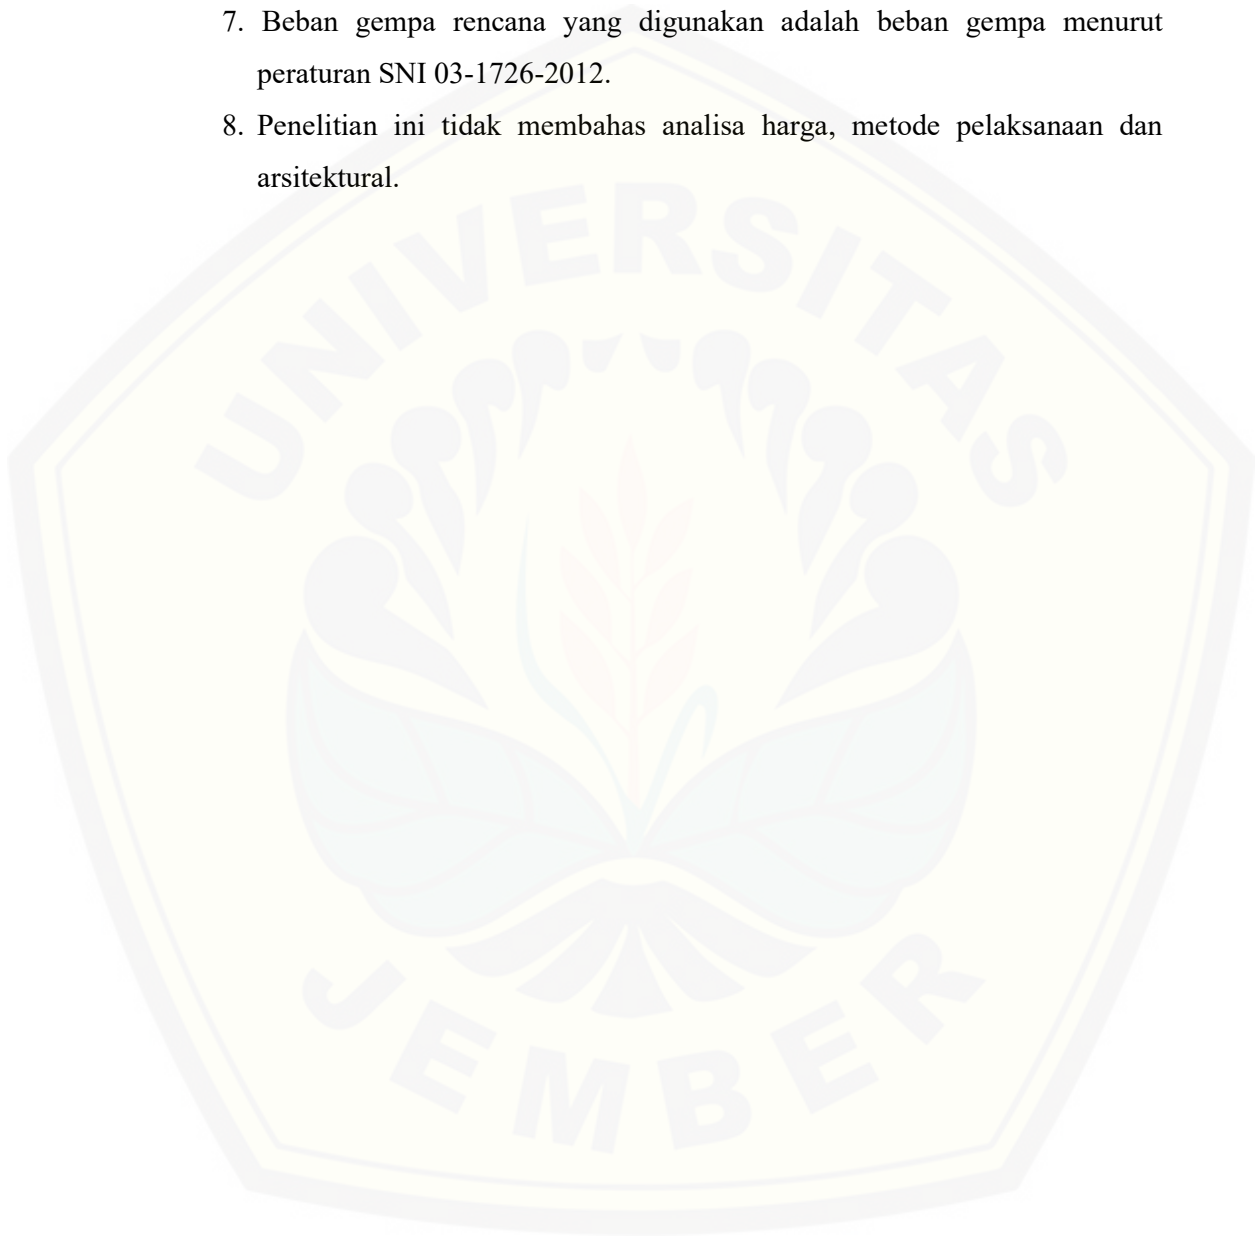 7. Beban gempa rencana yang digunakan adalah beban gempa menurut
peraturan SNI 03-1726-2012.
8. Penelitian ini tidak membahas analisa harga, metode pelaksanaan dan
arsitektural.
UNIVERSITAS
JEMBER